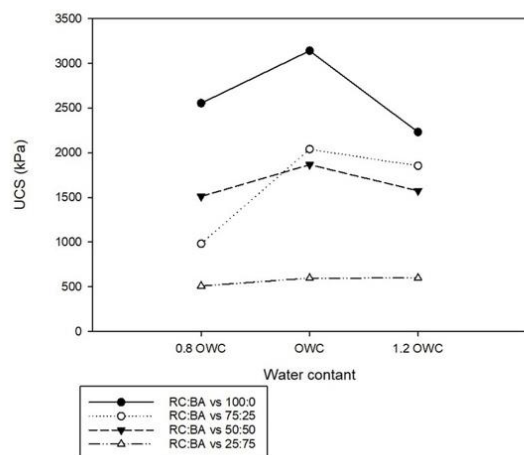 3500
3000
2500
2000
1500
1000
500
0
UCS (kPa)
0.8 OWC OWC 1.2 OWC
Water contant
RC:BA vs 100:0
RC:BA vs 75:25
RC:BA vs 50:50
RC:BA vs 25:75